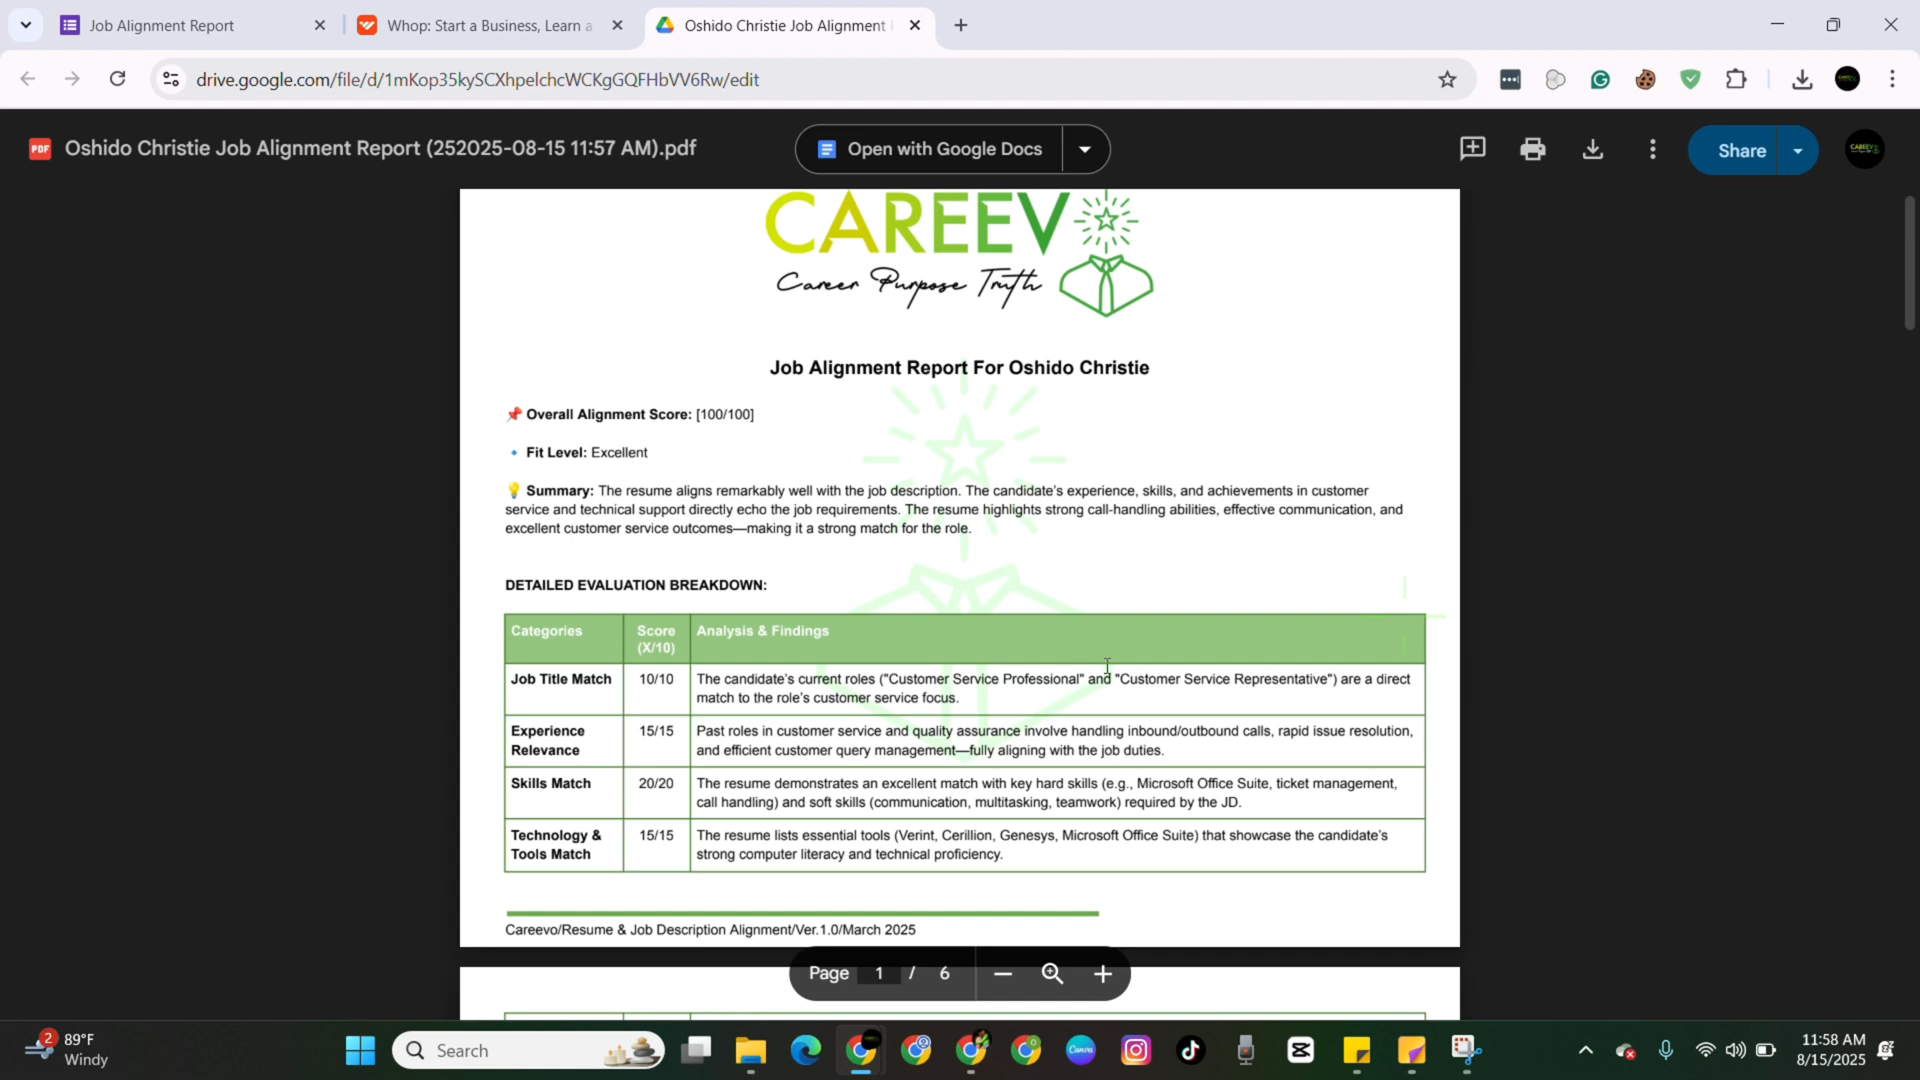 Job Alignment Report
Whop: Start a Business, Learn a
Oshido Christie Job Alignment
drive.google.com/file/d/1mKop35kySCXhpelchcWCKgGQFHbVV6Rw/edit
PDF
Oshido Christie Job Alignment Report (252025-08-15 11:57 AM).pdf
Open with Google Docs
Share
CAREEV
Career Purpose Truth
Job Alignment Report For Oshido Christie
📌 Overall Alignment Score: [100/100]
🔹 Fit Level: Excellent
💡 Summary: The resume aligns remarkably well with the job description. The candidate's experience, skills, and achievements in customer
service and technical support directly echo the job requirements. The resume highlights strong call-handling abilities, effective communication, and
excellent customer service outcomes—making it a strong match for the role.
DETAILED EVALUATION BREAKDOWN:
Categories
Score
(X/10)
Analysis & Findings
Job Title Match
10/10
The candidate's current roles ("Customer Service Professional" and "Customer Service Representative") are a direct
match to the role's customer service focus.
Experience
Relevance
15/15
Past roles in customer service and quality assurance involve handling inbound/outbound calls, rapid issue resolution,
and efficient customer query management—fully aligning with the job duties.
Skills Match
20/20
The resume demonstrates an excellent match with key hard skills (e.g., Microsoft Office Suite, ticket management,
call handling) and soft skills (communication, multitasking, teamwork) required by the JD.
Technology &
Tools Match
15/15
The resume lists essential tools (Verint, Cerillion, Genesys, Microsoft Office Suite) that showcase the candidate's
strong computer literacy and technical proficiency.
Careevo/Resume & Job Description Alignment/Ver.1.0/March 2025
Page 1 / 6
2
89°F
Windy
Search
Canva
11:58 AM
8/15/2025